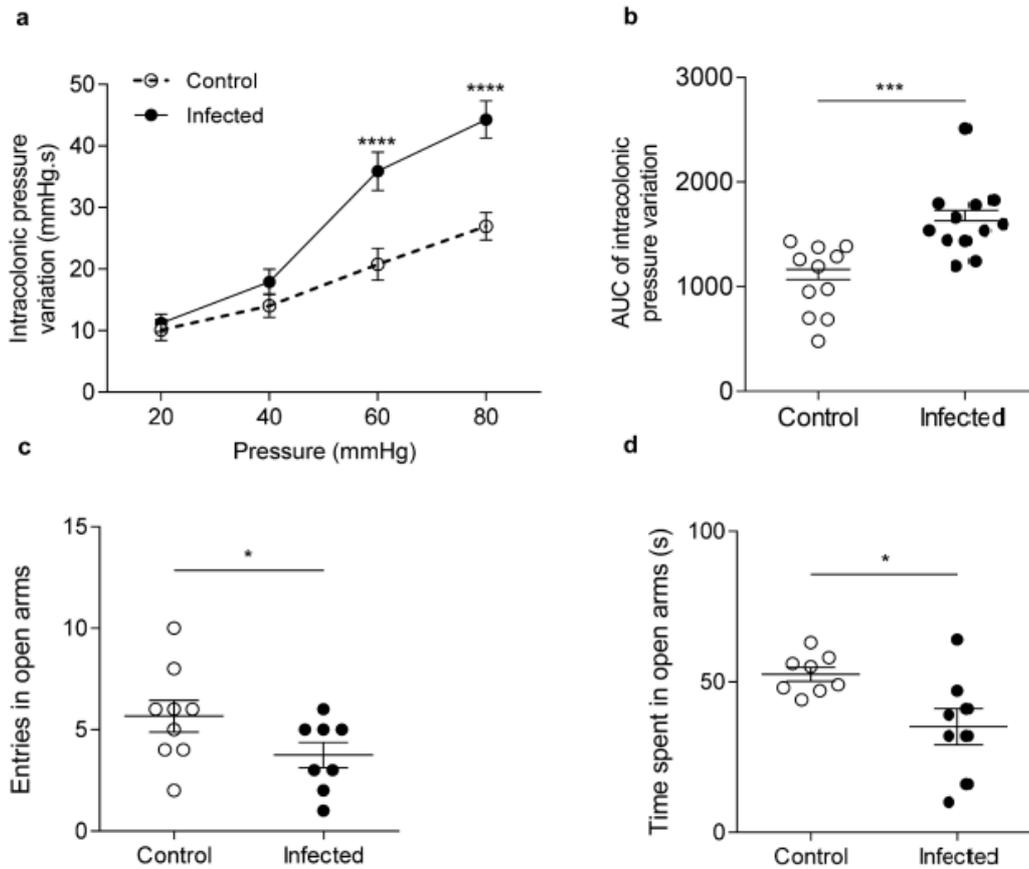 a
Control
Infected
Intracolonic pressure
variation (mmHg.s)
50
40
30
20
10
0
****
****
20 40 60 80
Pressure (mmHg)
b
AUC of intracolonic
pressure variation
3000
2000
1000
0
***
Control Infected
c
Entries in open arms
15
10
5
0
*
Control Infected
d
Time spent in open arms (s)
100
50
0
*
Control Infected